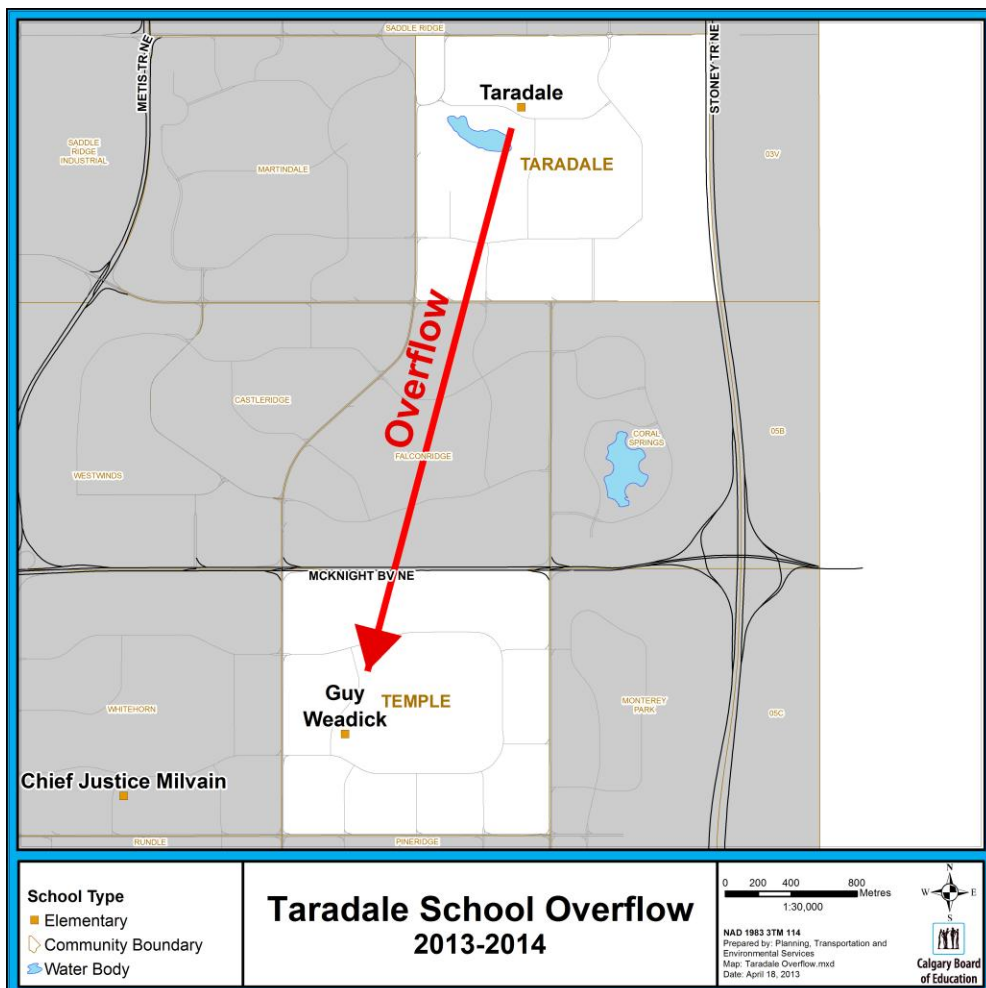 SADDLE RIDGE
METIS TR NE
STONEY TR NE
Taradale
SADDLE
RIDGE
INDUSTRIAL
MARTINDALE
TARADALE
03V
Overflow
CASTLERIDGE
FALCONRIDGE
CORAL
SPRINGS
05B
WESTWINDS
MCKNIGHT BV NE
Guy
Weadick
TEMPLE
WHITEHORN
MONTEREY
PARK
05C
Chief Justice Milvain
RUNDLE
PINERIDGE
School Type
Elementary
Community Boundary
Water Body
Taradale School Overflow
2013-2014
0 200 400 800
Metres
1:30,000
NAD 1983 3TM 114
Prepared by: Planning, Transportation and
Environmental Services
Map: Taradale Overflow.mxd
Date: April 18, 2013
N
W E
S
Calgary Board
of Education